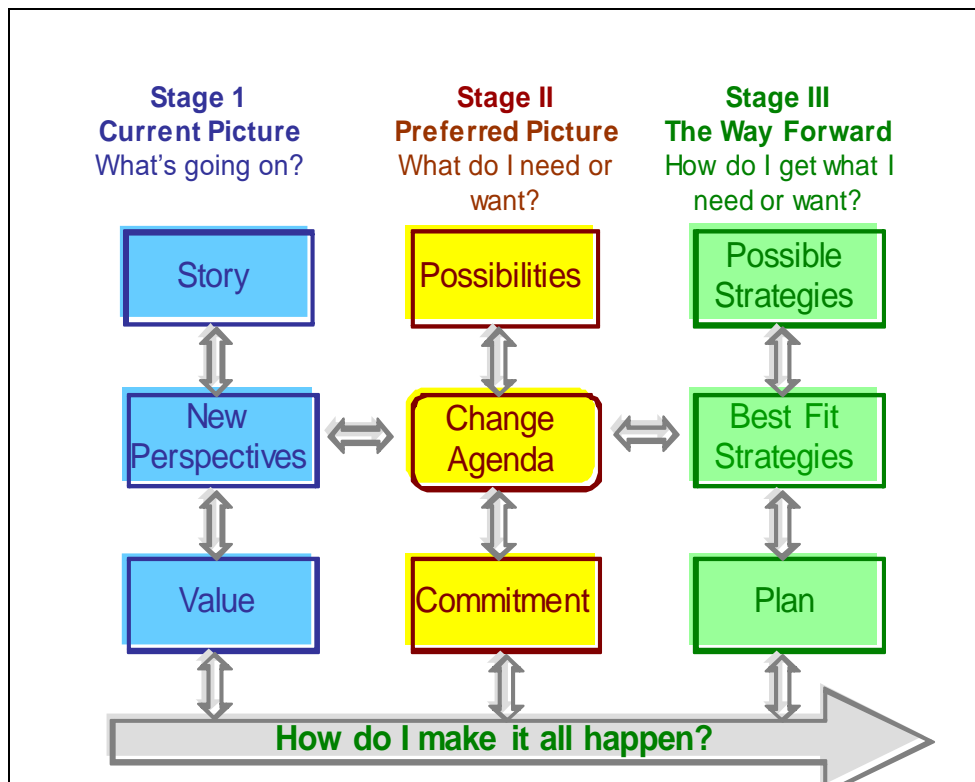 Stage 1
Current Picture
What's going on?
Stage II
Preferred Picture
What do I need or
want?
Stage III
The Way Forward
How do I get what I
need or want?
Story
Possibilities
Possible
Strategies
New
Perspectives
Change
Agenda
Best Fit
Strategies
Value
Commitment
Plan
How do I make it all happen?